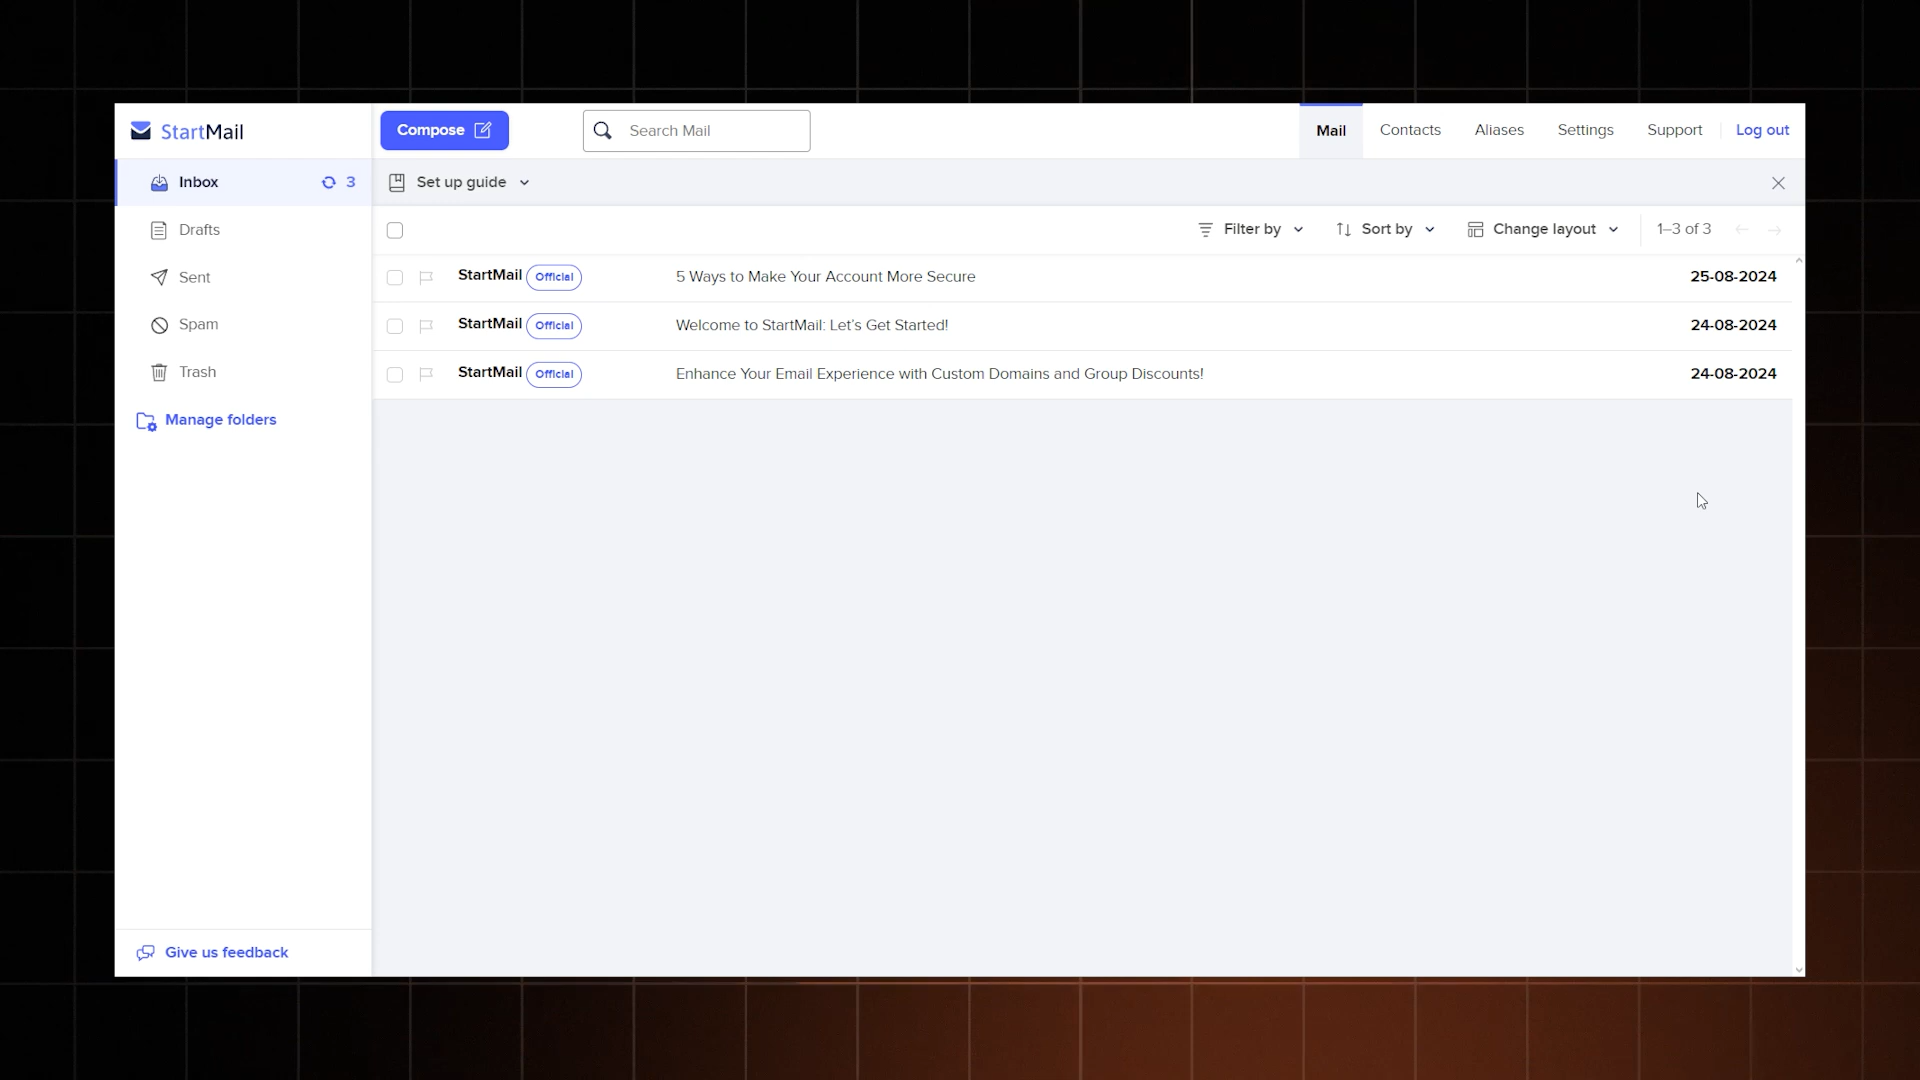 StartMail
Compose
Search Mail
Mail Contacts Aliases Settings Support Log out
Inbox 3
Drafts
Sent
Spam
Trash
Manage folders
Set up guide
Filter by Sort by Change layout 1–3 of 3
StartMail Official 5 Ways to Make Your Account More Secure 25-08-2024
StartMail Official Welcome to StartMail: Let’s Get Started! 24-08-2024
StartMail Official Enhance Your Email Experience with Custom Domains and Group Discounts! 24-08-2024
Give us feedback